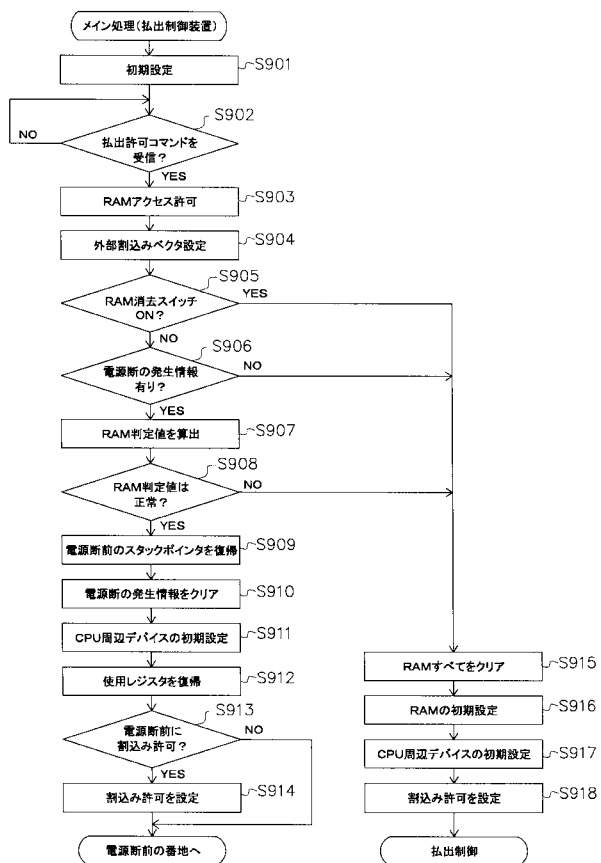 メイン処理(払出制御装置)
初期設定
S901
S902
NO
払出許可コマンドを
受信?
YES
RAMアクセス許可
S903
外部割込みベクタ設定
S904
S905
RAM消去スイッチ
ON?
YES
NO
S906
電源断の発生情報
有り?
NO
YES
RAM判定値を算出
S907
S908
RAM判定値は
正常?
NO
YES
電源断前のスタックポインタを復帰
S909
電源断の発生情報をクリア
S910
CPU周辺デバイスの初期設定
S911
使用レジスタを復帰
S912
S913
電源断前に
割込み許可?
NO
YES
割込み許可を設定
S914
電源断前の番地へ
RAMすべてをクリア
S915
RAMの初期設定
S916
CPU周辺デバイスの初期設定
S917
割込み許可を設定
S918
払出制御